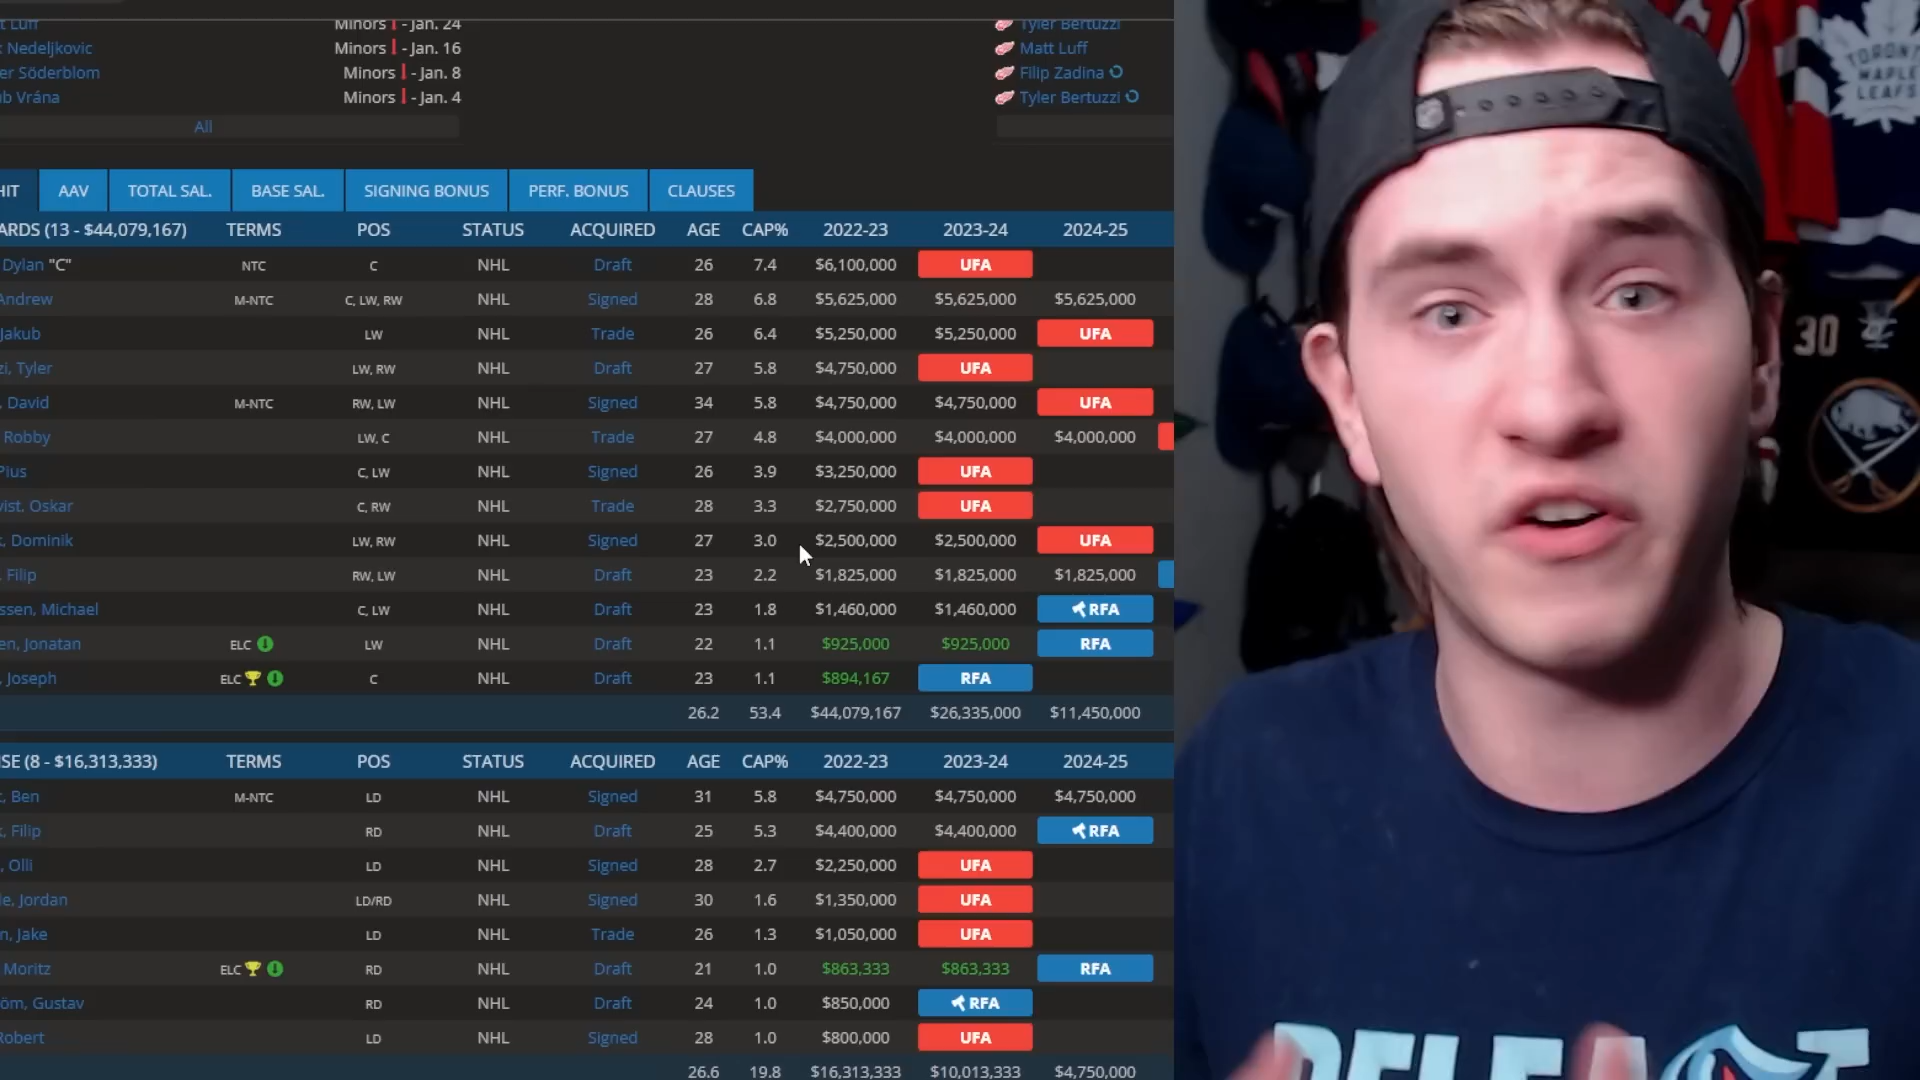 t Luff Minors - Jan. 24 Tyler Bertuzzi
Nedeljkovic Minors - Jan. 16 Matt Luff
er Söderblom Minors - Jan. 8 Filip Zadina
b Vrána Minors - Jan. 4 Tyler Bertuzzi
All
HIT AAV TOTAL SAL. BASE SAL. SIGNING BONUS PERF. BONUS CLAUSES
ARDS (13 - $44,079,167) TERMS POS STATUS ACQUIRED AGE CAP% 2022-23 2023-24 2024-25
Dylan "C" NTC C NHL Draft 26 7.4 $6,100,000 UFA
Andrew M-NTC C, LW, RW NHL Signed 28 6.8 $5,625,000 $5,625,000 $5,625,000
Jakub LW NHL Trade 26 6.4 $5,250,000 $5,250,000 UFA
zi, Tyler LW, RW NHL Draft 27 5.8 $4,750,000 UFA
, David M-NTC RW, LW NHL Signed 34 5.8 $4,750,000 $4,750,000 UFA
Robby LW, C NHL Trade 27 4.8 $4,000,000 $4,000,000 $4,000,000
Pius C, LW NHL Signed 26 3.9 $3,250,000 UFA
vist, Oskar C, RW NHL Trade 28 3.3 $2,750,000 UFA
, Dominik LW, RW NHL Signed 27 3.0 $2,500,000 $2,500,000 UFA
, Filip RW, LW NHL Draft 23 2.2 $1,825,000 $1,825,000 $1,825,000
ssen, Michael C, LW NHL Draft 23 1.8 $1,460,000 $1,460,000 RFA
en, Jonatan ELC LW NHL Draft 22 1.1 $925,000 $925,000 RFA
, Joseph ELC C NHL Draft 23 1.1 $894,167 RFA
26.2 53.4 $44,079,167 $26,335,000 $11,450,000
SE (8 - $16,313,333) TERMS POS STATUS ACQUIRED AGE CAP% 2022-23 2023-24 2024-25
, Ben M-NTC LD NHL Signed 31 5.8 $4,750,000 $4,750,000 $4,750,000
, Filip RD NHL Draft 25 5.3 $4,400,000 $4,400,000 RFA
, Olli LD NHL Signed 28 2.7 $2,250,000 UFA
le, Jordan LD/RD NHL Signed 30 1.6 $1,350,000 UFA
n, Jake LD NHL Trade 26 1.3 $1,050,000 UFA
Moritz ELC RD NHL Draft 21 1.0 $863,333 $863,333 RFA
öm, Gustav RD NHL Draft 24 1.0 $850,000 RFA
Robert LD NHL Signed 28 1.0 $800,000 UFA
26.6 19.8 $16,313,333 $10,013,333 $4,750,000
TORONTO
MAPLE
LEAFS
30